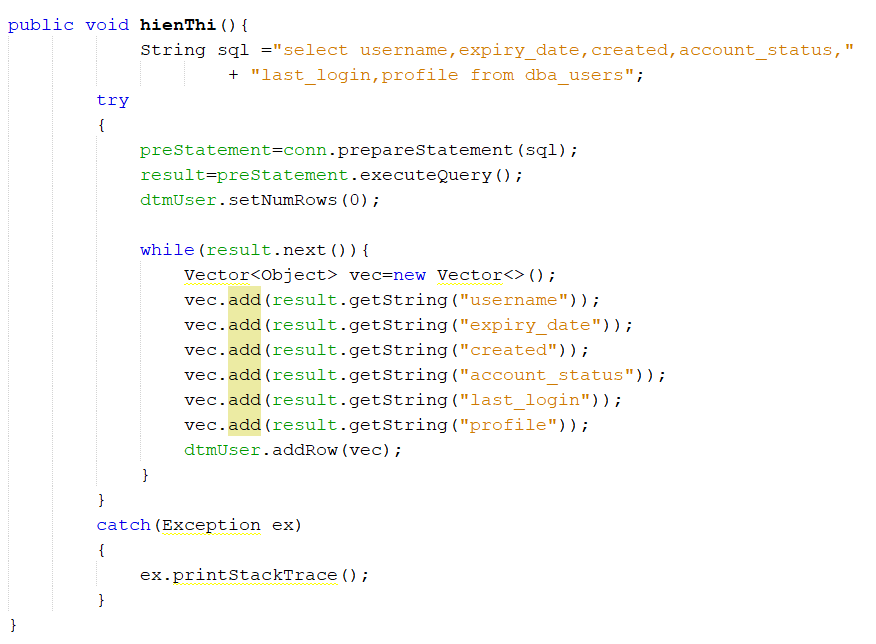 public void hienThi(){
String sql ="select username,expiry_date,created,account_status,"
+ "last_login,profile from dba_users";
try
{
preStatement=conn.prepareStatement(sql);
result=preStatement.executeQuery();
dtmUser.setNumRows(0);
while(result.next()){
Vector<Object> vec=new Vector<>();
vec.add(result.getString("username"));
vec.add(result.getString("expiry_date"));
vec.add(result.getString("created"));
vec.add(result.getString("account_status"));
vec.add(result.getString("last_login"));
vec.add(result.getString("profile"));
dtmUser.addRow(vec);
}
}
catch(Exception ex)
{
ex.printStackTrace();
}
}